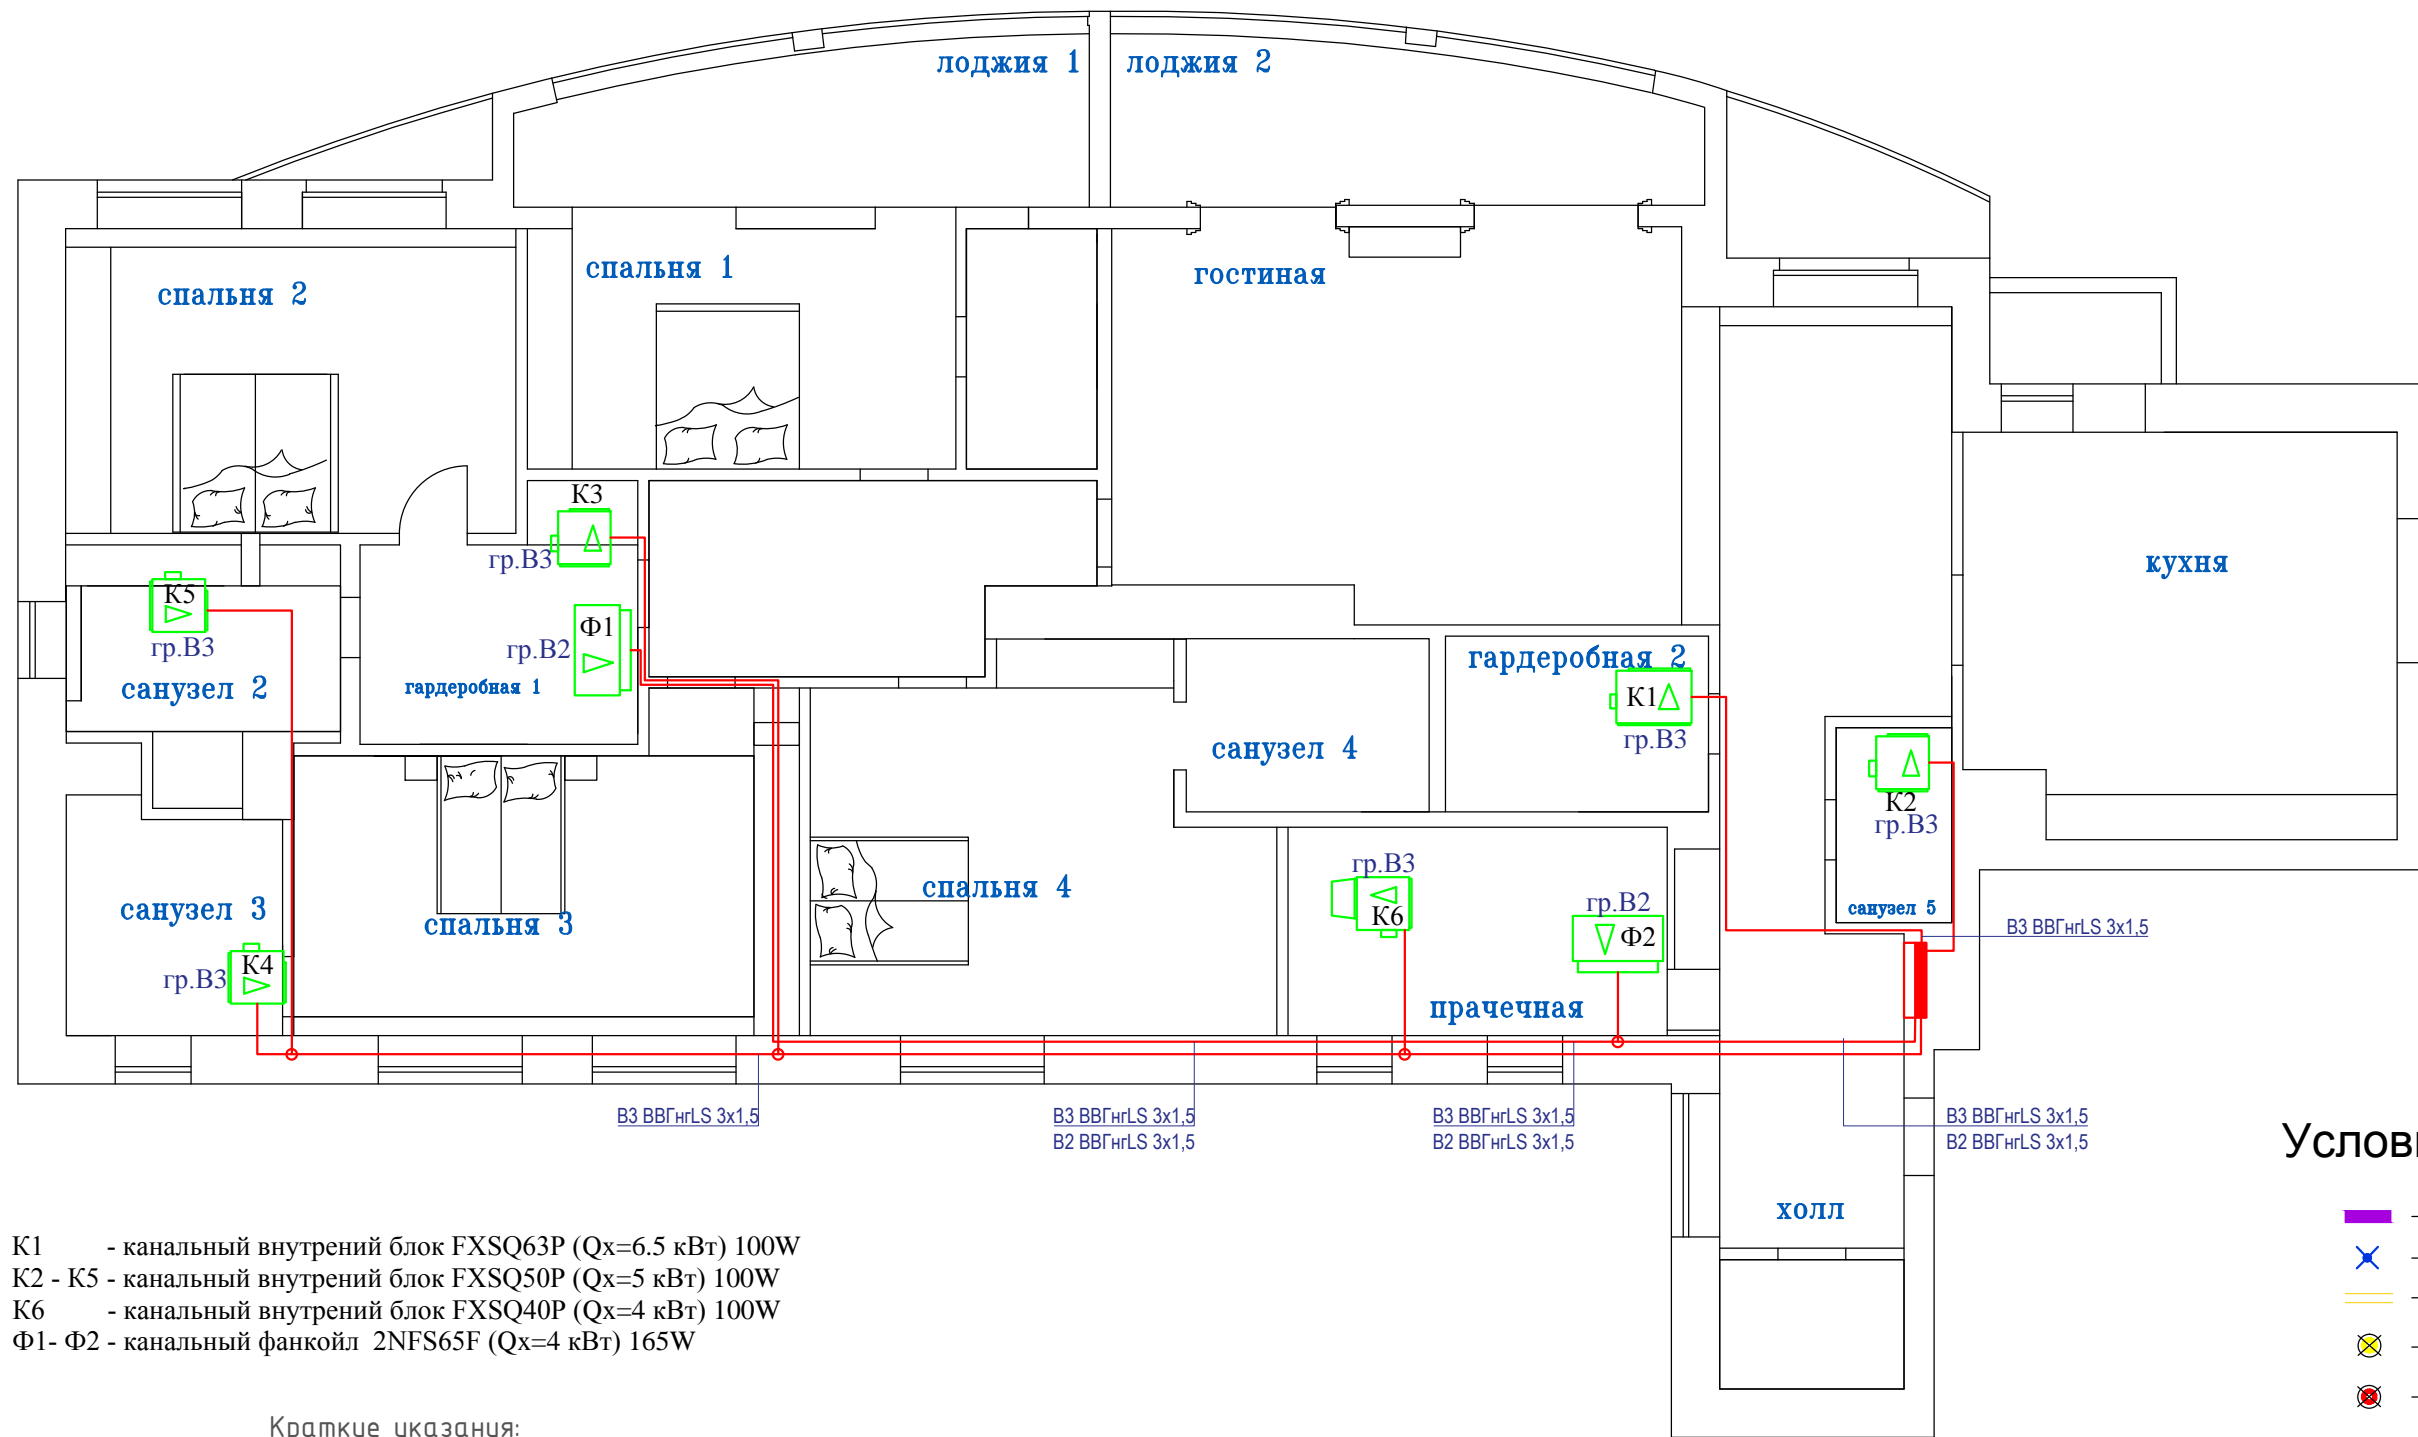 лоджия 1
лоджия 2
спальня 2
спальня 1
гостиная
К3
гр.В3
К5
гр.В3
санузел 2
Ф1
гр.В2
гардеробная 1
кухня
гардеробная 2
К1
гр.В3
санузел 4
К2
гр.В3
санузел 5
санузел 3
спальня 3
спальня 4
гр.В3
К6
гр.В2
Ф2
К4
гр.В3
прачечная
В3 ВВГнгLS 3х1,5
В3 ВВГнгLS 3х1,5
В3 ВВГнгLS 3х1,5
В2 ВВГнгLS 3х1,5
В3 ВВГнгLS 3х1,5
В2 ВВГнгLS 3х1,5
В3 ВВГнгLS 3х1,5
В2 ВВГнгLS 3х1,5
холл
К1 - канальный внутрений блок FXSQ63P (Qх=6.5 кВт) 100W
К2 - К5 - канальный внутрений блок FXSQ50P (Qх=5 кВт) 100W
К6 - канальный внутрений блок FXSQ40P (Qх=4 кВт) 100W
Ф1- Ф2 - канальный фанкойл 2NFS65F (Qх=4 кВт) 165W
Краткие указания: